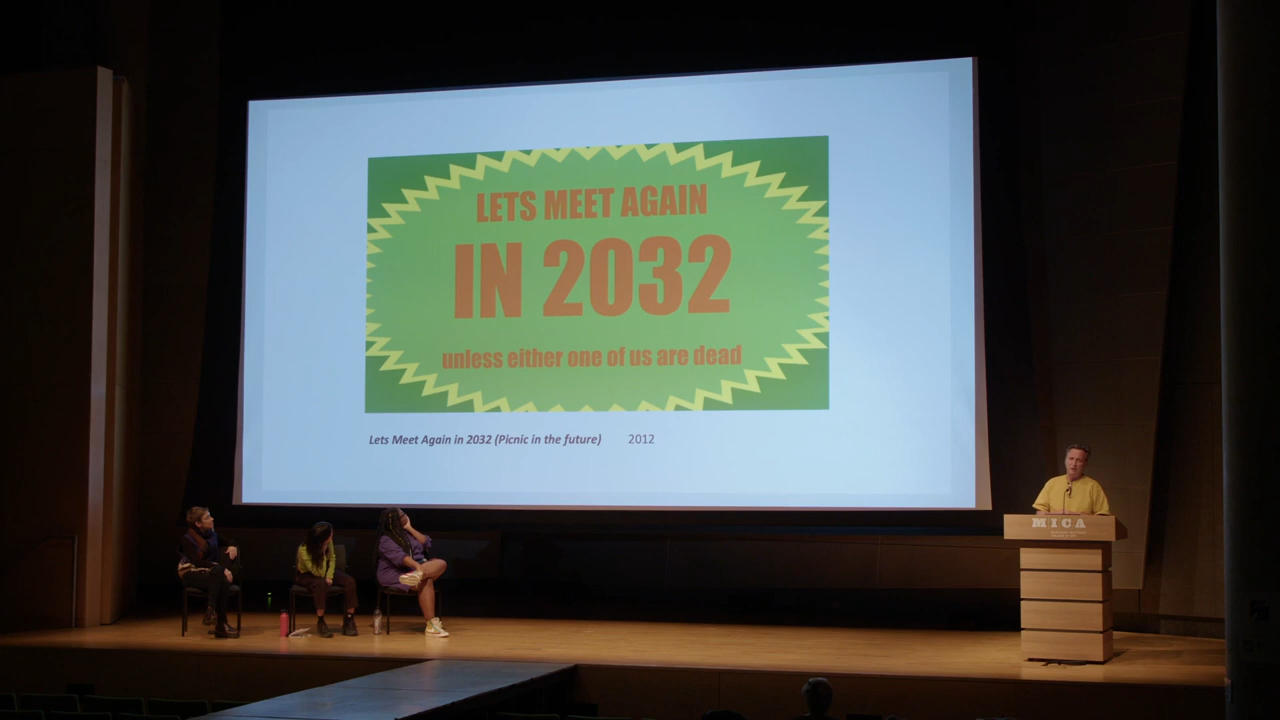 LETS MEET AGAIN
IN 2032
unless either one of us are dead
Lets Meet Again in 2032 (Picnic in the future) 2012
MICA